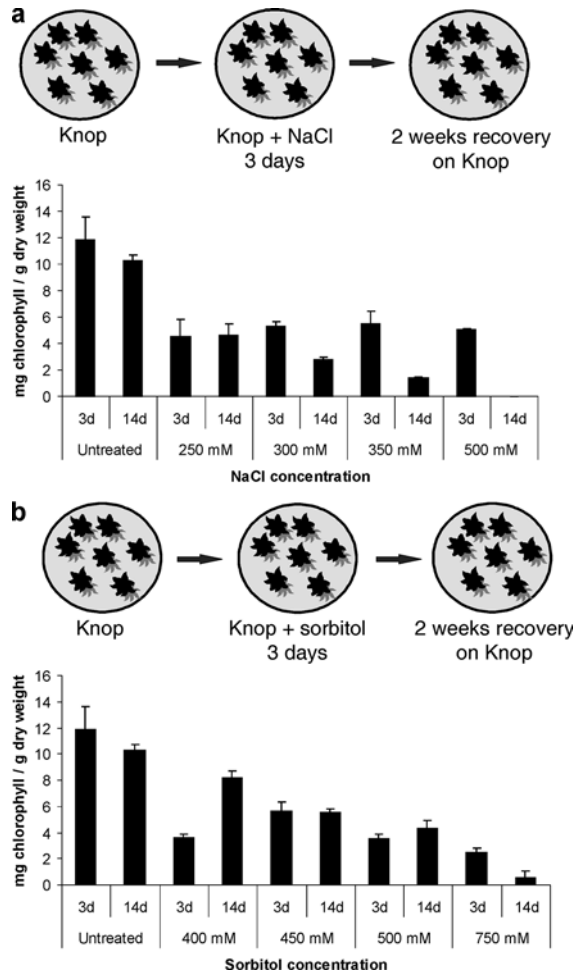 a
Knop
Knop + NaCl
3 days
2 weeks recovery
on Knop
mg chlorophyll / g dry weight
16
14
12
10
8
6
4
2
0
3d 14d 3d 14d 3d 14d 3d 14d 3d 14d
Untreated 250 mM 300 mM 350 mM 500 mM
NaCl concentration
b
Knop
Knop + sorbitol
3 days
2 weeks recovery
on Knop
mg chlorophyll / g dry weight
16
14
12
10
8
6
4
2
0
3d 14d 3d 14d 3d 14d 3d 14d 3d 14d
Untreated 400 mM 450 mM 500 mM 750 mM
Sorbitol concentration